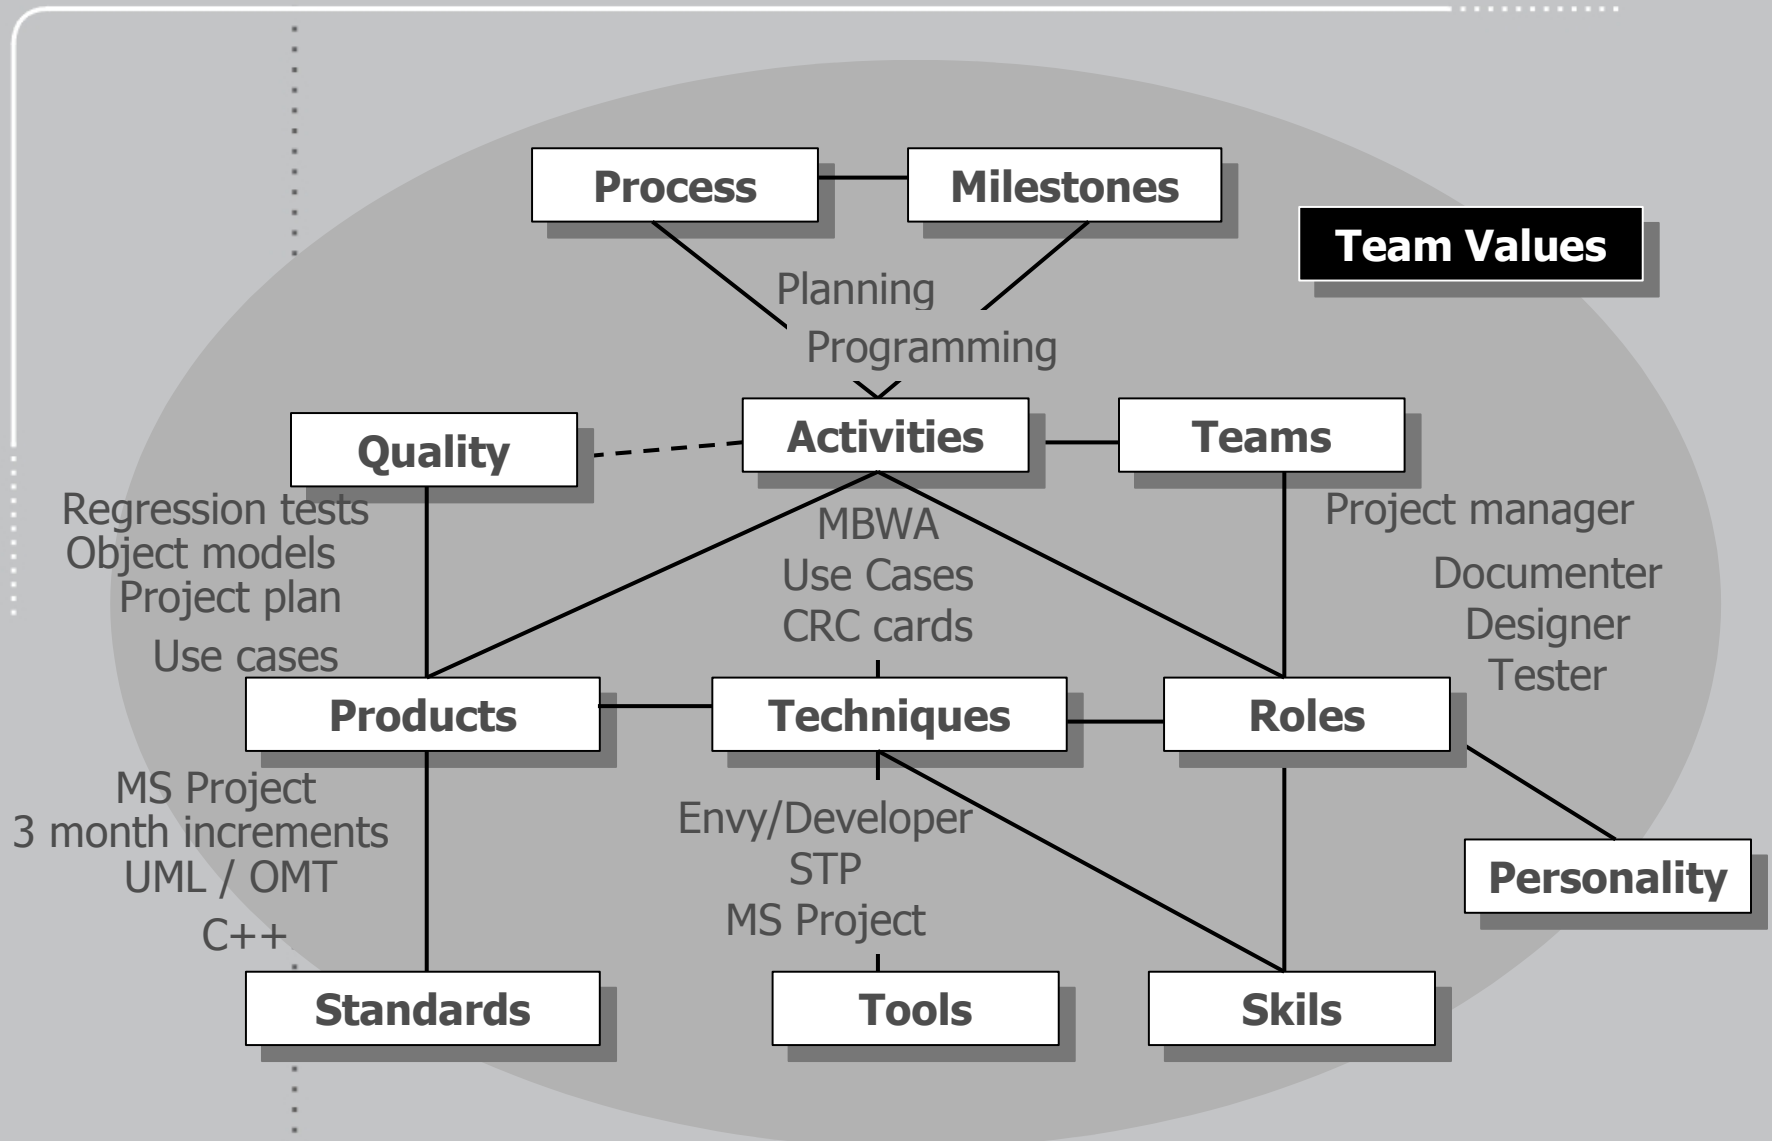 Process
Milestones
Team Values
Planning
Programming
Quality
Activities
Teams
Regression tests
Object models
Project plan
Use cases
MBWA
Use Cases
CRC cards
Project manager
Documenter
Designer
Tester
Products
Techniques
Roles
MS Project
3 month increments
UML / OMT
C++
Envy/Developer
STP
MS Project
Personality
Standards
Tools
Skils